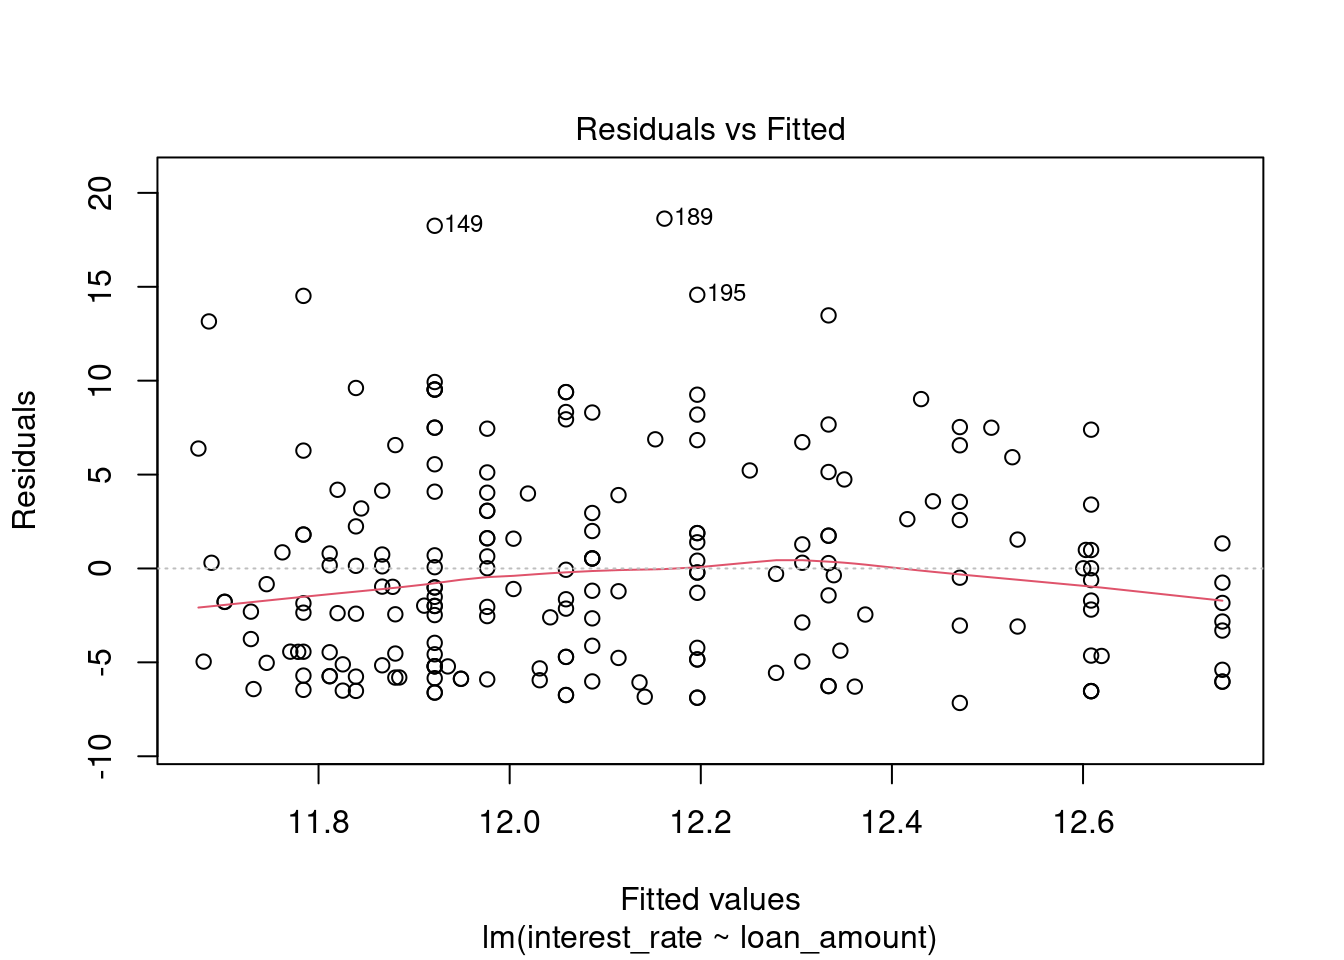 Residuals vs Fitted
20
15
10
5
0
-5
-10
Residuals
149
189
195
11.8 12.0 12.2 12.4 12.6
Fitted values
lm(interest_rate ~ loan_amount)